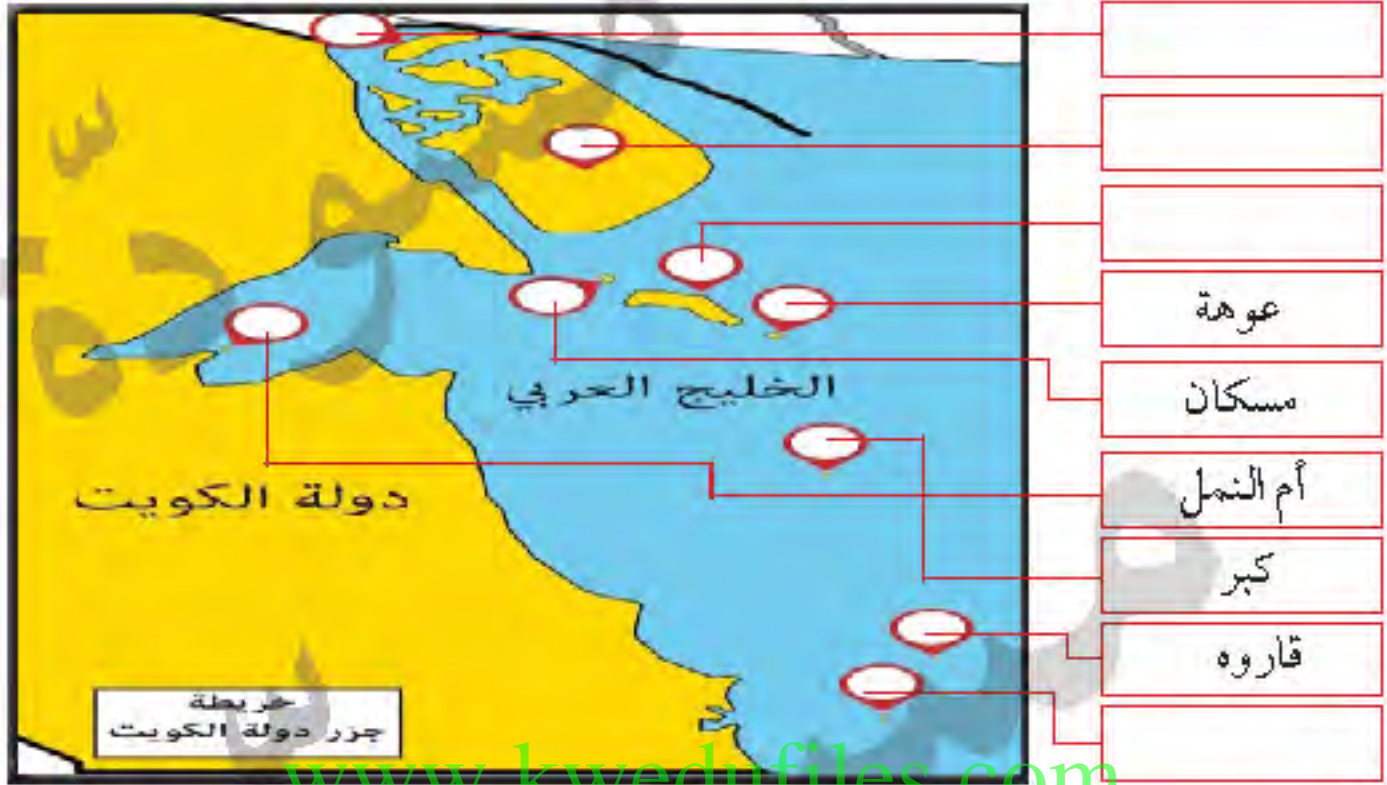 عوهة
مسكان
أم النمل
كبر
قاروه
الخليج العربي
دولة الكويت
خريطة
جزر دولة الكويت
www.kwedufiles.com